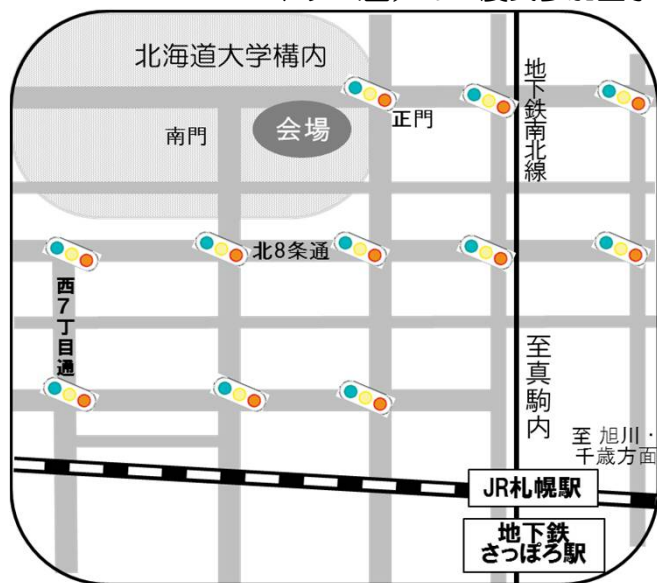 北海道大学構内
地下鉄南北線
正門
会場
南門
北8条通
西7丁目通
至真駒内
至 旭川・
千歳方面
JR札幌駅
地下鉄
さっぽろ駅